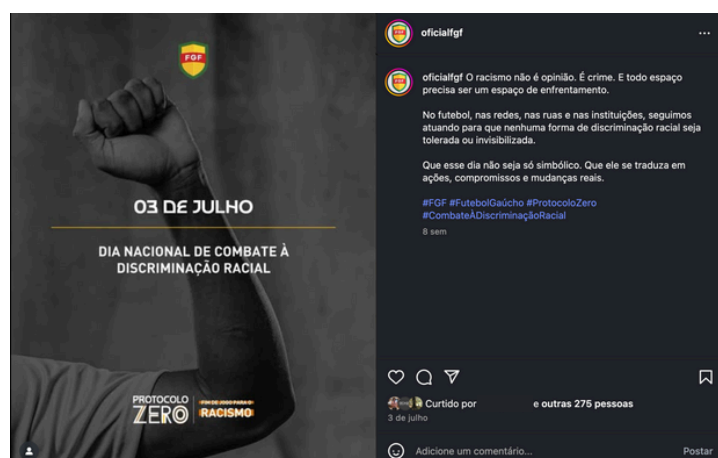 FGF
03 DE JULHO
DIA NACIONAL DE COMBATE À
DISCRIMINAÇÃO RACIAL
PROTOCOLO
ZERO
FIM DE JOGO PARA O
RACISMO
oficialfgf
oficialfgf O racismo não é opinião. É crime. E todo espaço
precisa ser um espaço de enfrentamento.
No futebol, nas redes, nas ruas e nas instituições, seguimos
atuando para que nenhuma forma de discriminação racial seja
tolerada ou invisibilizada.
Que esse dia não seja só simbólico. Que ele se traduza em
ações, compromissos e mudanças reais.
#FGF #FutebolGaúcho #ProtocoloZero
#CombateÀDiscriminaçãoRacial
8 sem
Curtido por e outras 275 pessoas
3 de julho
Adicione um comentário...
Postar